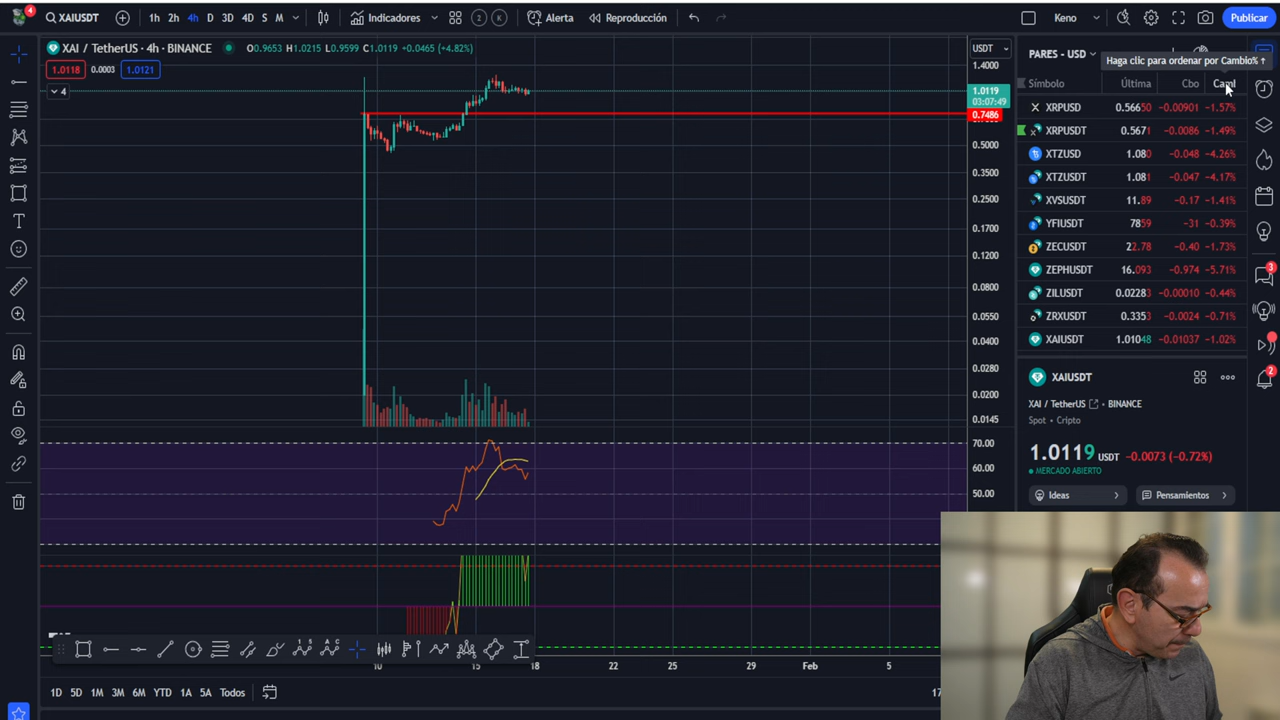 4
XAIUSDT
1h 2h 4h D 3D 4D S M
Indicadores
2 K
Alerta
Reproducción
Keno
Publicar
XAI / TetherUS · 4h · BINANCE
O0.9653 H1.0215 L0.9599 C1.0119 +0.0465 (+4.82%)
1.0118 0.0003 1.0121
4
USDT
1.4000
1.0119
03:07:49
0.7486
0.5000
0.3500
0.2500
0.1700
0.1200
0.0800
0.0550
0.0400
0.0280
0.0200
0.0145
70.00
60.00
50.00
10 15 18 22 25 29 Feb 5
1D 5D 1M 3M 6M YTD 1A 5A Todos
PARES - USD
Haga clic para ordenar por Cambio% ↑
Símbolo Última Cbo Caml
XRPUSD 0.56650 -0.00901 -1.57%
XRPUSDT 0.5671 -0.0086 -1.49%
XTZUSD 1.080 -0.048 -4.26%
XTZUSDT 1.081 -0.047 -4.17%
XVSUSDT 11.89 -0.17 -1.41%
YFIUSDT 7859 -31 -0.39%
ZECUSDT 22.78 -0.40 -1.73%
ZEPHUSDT 16.093 -0.974 -5.71%
ZILUSDT 0.02283 -0.00010 -0.44%
ZRXUSDT 0.3353 -0.0024 -0.71%
XAIUSDT 1.01048 -0.01037 -1.02%
XAIUSDT
XAI / TetherUS · BINANCE
Spot · Cripto
1.0119 USDT -0.0073 (-0.72%)
MERCADO ABIERTO
Ideas
Pensamientos
3
2